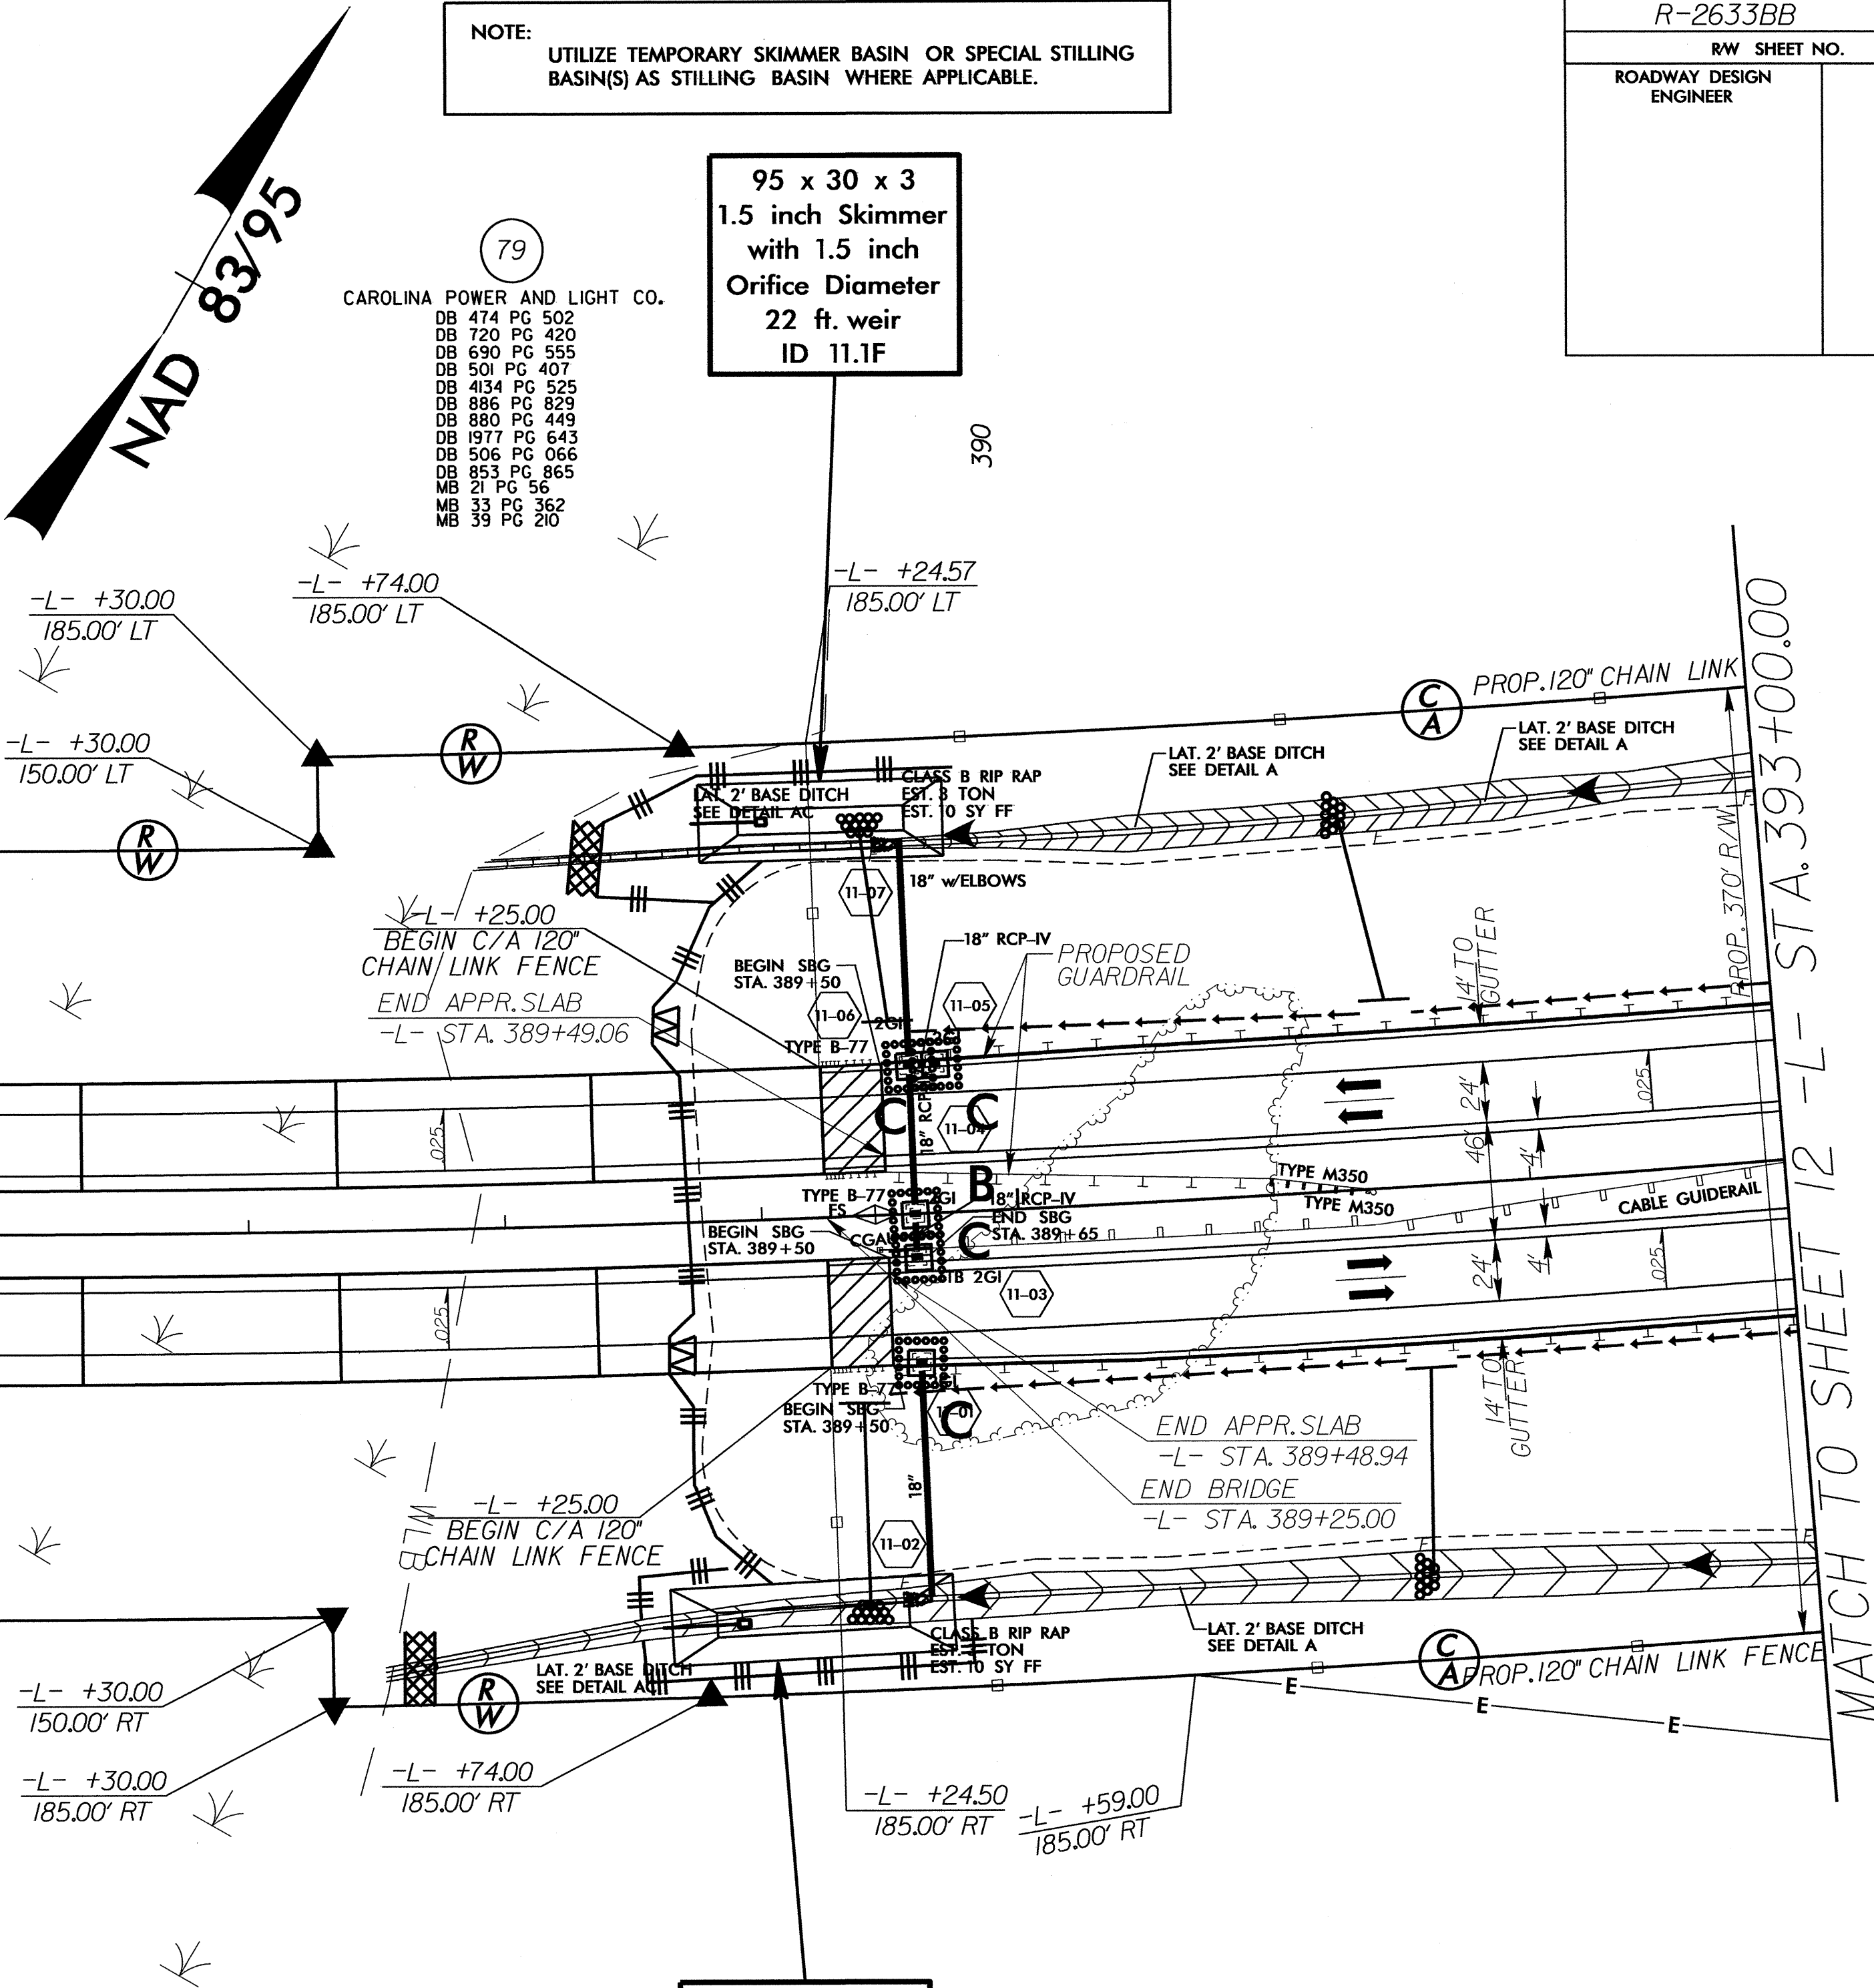 NOTE:
UTILIZE TEMPORARY SKIMMER BASIN OR SPECIAL STILLING
BASIN(S) AS STILLING BASIN WHERE APPLICABLE.
R-2633BB
R/W SHEET NO.
ROADWAY DESIGN
ENGINEER
NAD 83/95
95 x 30 x 3
1.5 inch Skimmer
with 1.5 inch
Orifice Diameter
22 ft. weir
ID 11.1F
79
CAROLINA POWER AND LIGHT CO.
DB 474 PG 502
DB 720 PG 420
DB 690 PG 555
DB 501 PG 407
DB 4134 PG 525
DB 886 PG 829
DB 880 PG 449
DB 1977 PG 643
DB 506 PG 066
DB 853 PG 865
MB 21 PG 56
MB 33 PG 362
MB 39 PG 210
390
-L- +30.00
185.00' LT
-L- +74.00
185.00' LT
-L- +24.57
185.00' LT
-L- +30.00
150.00' LT
R/W
R/W
C/A
PROP. 120" CHAIN LINK
LAT. 2' BASE DITCH
SEE DETAIL A
LAT. 2' BASE DITCH
SEE DETAIL A
CLASS B RIP RAP
EST. 3 TON
EST. 10 SY FF
LAT. 2' BASE DITCH
SEE DETAIL AC
F
F
11-07
18" w/ELBOWS
-L- +25.00
BEGIN C/A 120"
CHAIN LINK FENCE
END APPR. SLAB
-L- STA. 389+49.06
BEGIN SBG
STA. 389+50
18" RCP-IV
PROPOSED
GUARDRAIL
11-06
11-05
2GI
TYPE B-77
14' TO
GUTTER
PROP. 370' R/W
MATCH TO SHEET 12 -L- STA. 393+00.00
C
C
18" RCP
11-04
.025
24'
46'
4'
.025
B
TYPE M350
TYPE M350
CABLE GUIDERAIL
TYPE B-77
FS
2GI
18" RCP-IV
END SBG
STA. 389+65
BEGIN SBG
STA. 389+50
C
TB 2GI
11-03
.025
24'
4'
.025
TYPE B-77
BEGIN SBG
STA. 389+50
11-01
C
14' TO
GUTTER
END APPR. SLAB
-L- STA. 389+48.94
END BRIDGE
-L- STA. 389+25.00
18"
11-02
-L- +25.00
BEGIN C/A 120"
CHAIN LINK FENCE
WLB
F
F
F
CLASS B RIP RAP
EST. TON
EST. 10 SY FF
LAT. 2' BASE DITCH
SEE DETAIL A
LAT. 2' BASE DITCH
SEE DETAIL AC
C/A
PROP. 120" CHAIN LINK FENCE
R/W
E
E
E
-L- +30.00
150.00' RT
-L- +30.00
185.00' RT
-L- +74.00
185.00' RT
-L- +24.50
185.00' RT
-L- +59.00
185.00' RT